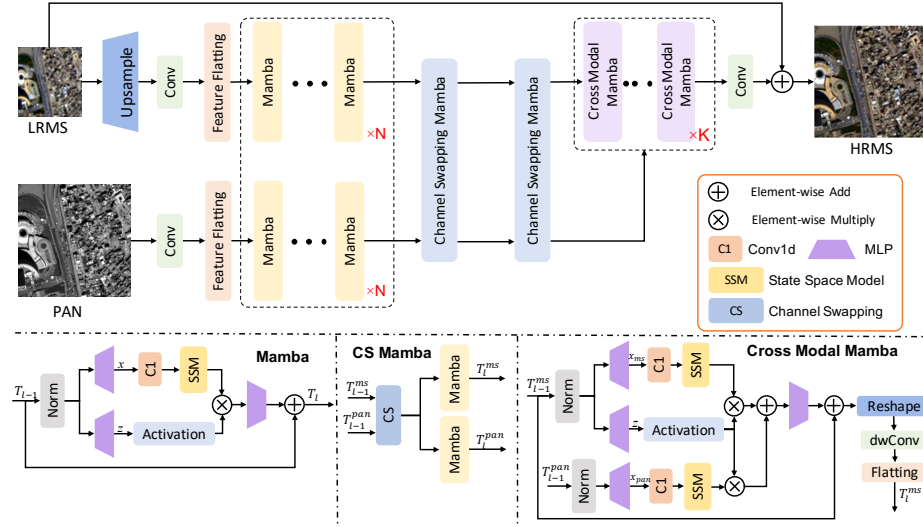 LRMS
Upsample
Conv
Feature Flatting
Mamba
Mamba
×N
Channel Swapping Mamba
Channel Swapping Mamba
Cross Modal Mamba
Cross Modal Mamba
×K
Conv
HRMS
PAN
Conv
Feature Flatting
Mamba
Mamba
×N
Element-wise Add
Element-wise Multiply
C1
Conv1d
MLP
SSM
State Space Model
CS
Channel Swapping
Mamba
T_{l-1}
Norm
x
C1
SSM
z
Activation
T_l
CS Mamba
T_{l-1}^{ms}
T_{l-1}^{pan}
CS
Mamba
Mamba
T_l^{ms}
T_l^{pan}
Cross Modal Mamba
T_{l-1}^{ms}
Norm
x_{ms}
C1
SSM
z
Activation
T_{l-1}^{pan}
Norm
x_{pan}
C1
SSM
Reshape
dwConv
Flatting
T_l^{ms}